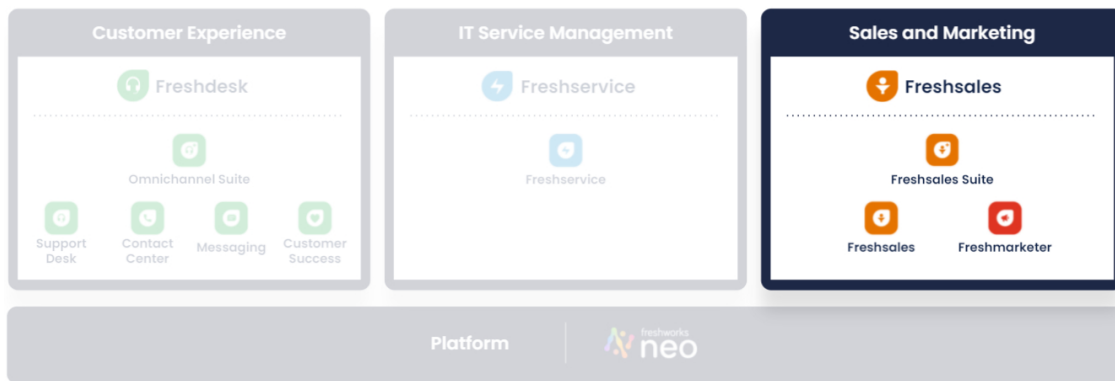 Customer Experience
Freshdesk
Omnichannel Suite
Support
Desk
Contact
Center
Messaging
Customer
Success
IT Service Management
Freshservice
Freshservice
Sales and Marketing
Freshsales
Freshsales Suite
Freshsales
Freshmarketer
Platform
freshworks
neo